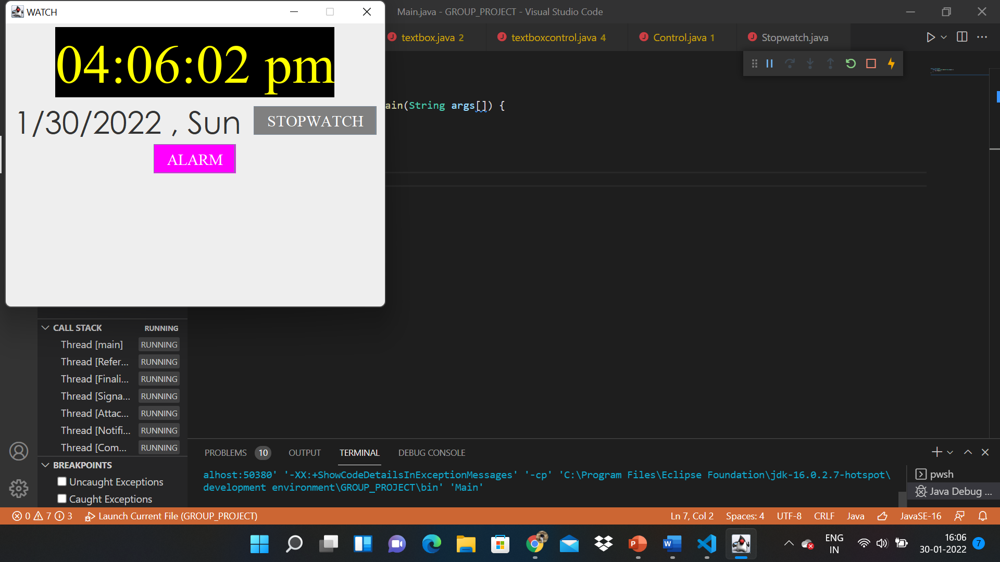 WATCH
Main.java - GROUP_PROJECT - Visual Studio Code
04:06:02 pm
1/30/2022 , Sun
STOPWATCH
ALARM
textbox.java 2
textboxcontrol.java 4
Control.java 1
Stopwatch.java
ain(String args[]) {
CALL STACK RUNNING
Thread [main] RUNNING
Thread [Refer... RUNNING
Thread [Finali... RUNNING
Thread [Signa... RUNNING
Thread [Attac... RUNNING
Thread [Notifi... RUNNING
Thread [Com... RUNNING
BREAKPOINTS
Uncaught Exceptions
Caught Exceptions
PROBLEMS 10 OUTPUT TERMINAL DEBUG CONSOLE
alhost:50380' '-XX:+ShowCodeDetailsInExceptionMessages' '-cp' 'C:\Program Files\Eclipse Foundation\jdk-16.0.2.7-hotspot\
development environment\GROUP_PROJECT\bin' 'Main'
pwsh
Java Debug ...
0 7 3 Launch Current File (GROUP_PROJECT)
Ln 7, Col 2 Spaces: 4 UTF-8 CRLF Java JavaSE-16
ENG
IN
16:06
30-01-2022
7